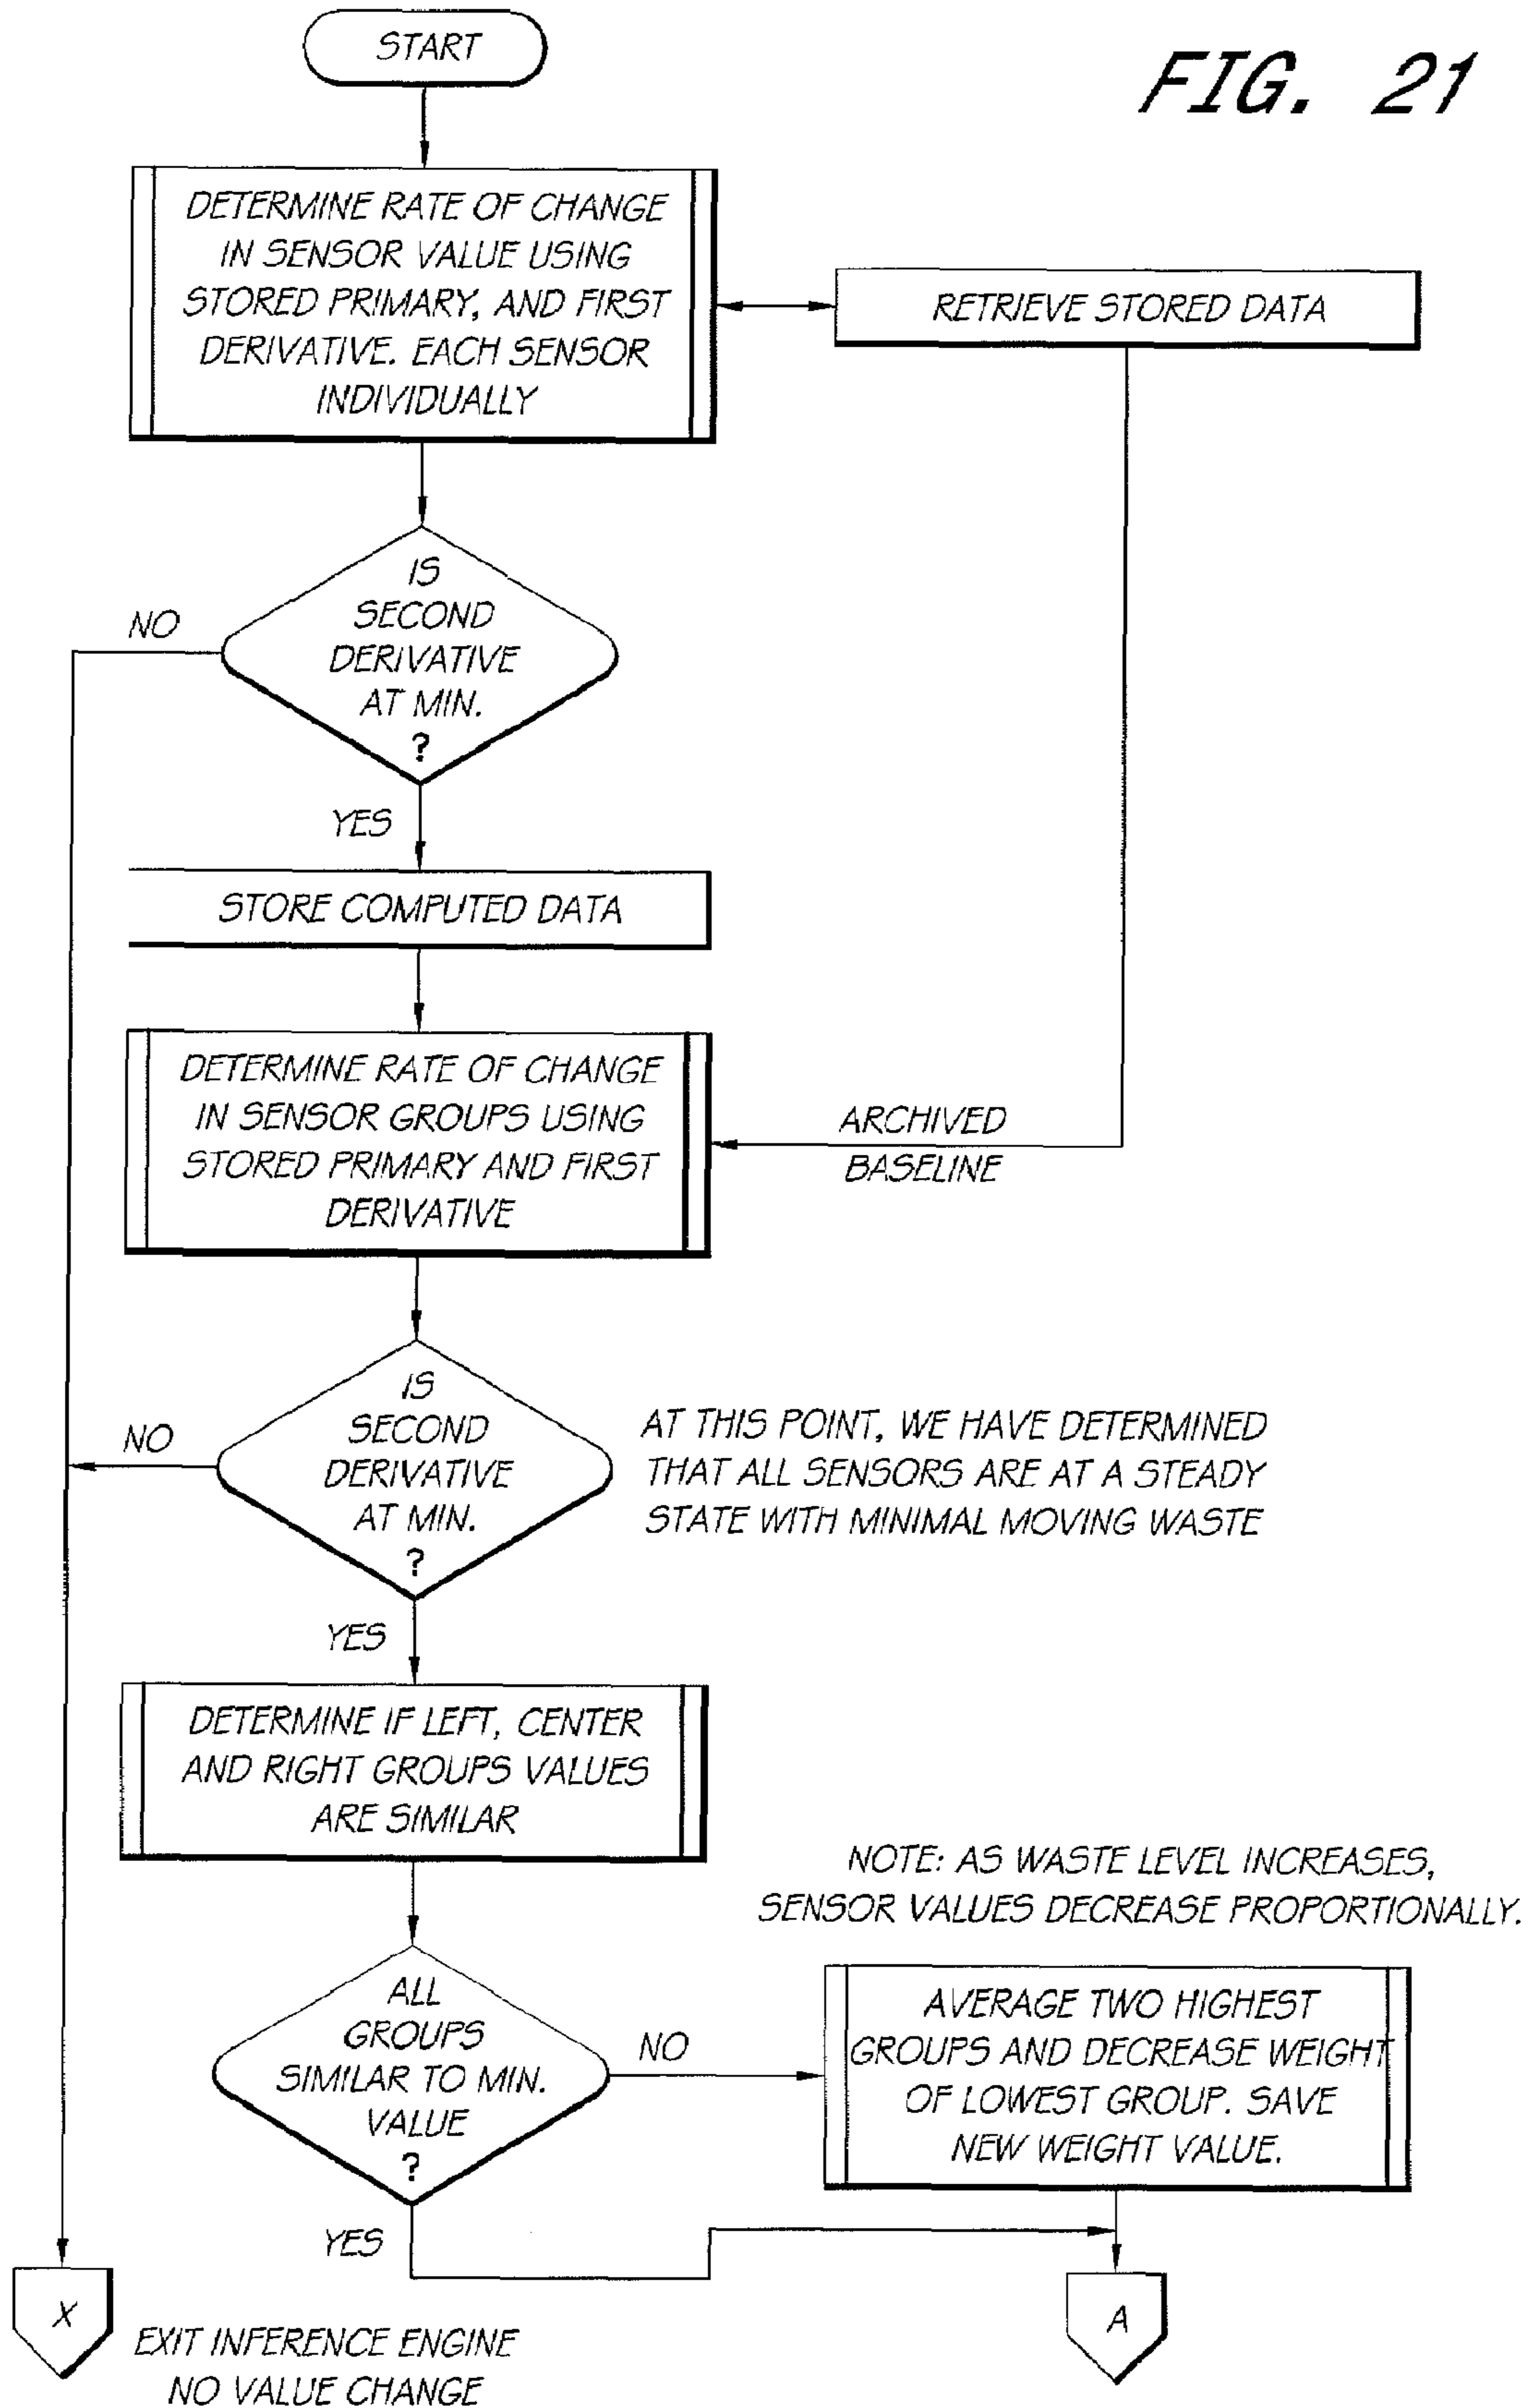 START
FIG. 21
DETERMINE RATE OF CHANGE
IN SENSOR VALUE USING
STORED PRIMARY, AND FIRST
DERIVATIVE. EACH SENSOR
INDIVIDUALLY
RETRIEVE STORED DATA
IS
SECOND
DERIVATIVE
AT MIN.
?
NO
YES
STORE COMPUTED DATA
DETERMINE RATE OF CHANGE
IN SENSOR GROUPS USING
STORED PRIMARY AND FIRST
DERIVATIVE
ARCHIVED
BASELINE
IS
SECOND
DERIVATIVE
AT MIN.
?
NO
AT THIS POINT, WE HAVE DETERMINED
THAT ALL SENSORS ARE AT A STEADY
STATE WITH MINIMAL MOVING WASTE
YES
DETERMINE IF LEFT, CENTER
AND RIGHT GROUPS VALUES
ARE SIMILAR
NOTE: AS WASTE LEVEL INCREASES,
SENSOR VALUES DECREASE PROPORTIONALLY.
ALL
GROUPS
SIMILAR TO MIN.
VALUE
?
NO
AVERAGE TWO HIGHEST
GROUPS AND DECREASE WEIGHT
OF LOWEST GROUP. SAVE
NEW WEIGHT VALUE.
YES
X
EXIT INFERENCE ENGINE
NO VALUE CHANGE
A